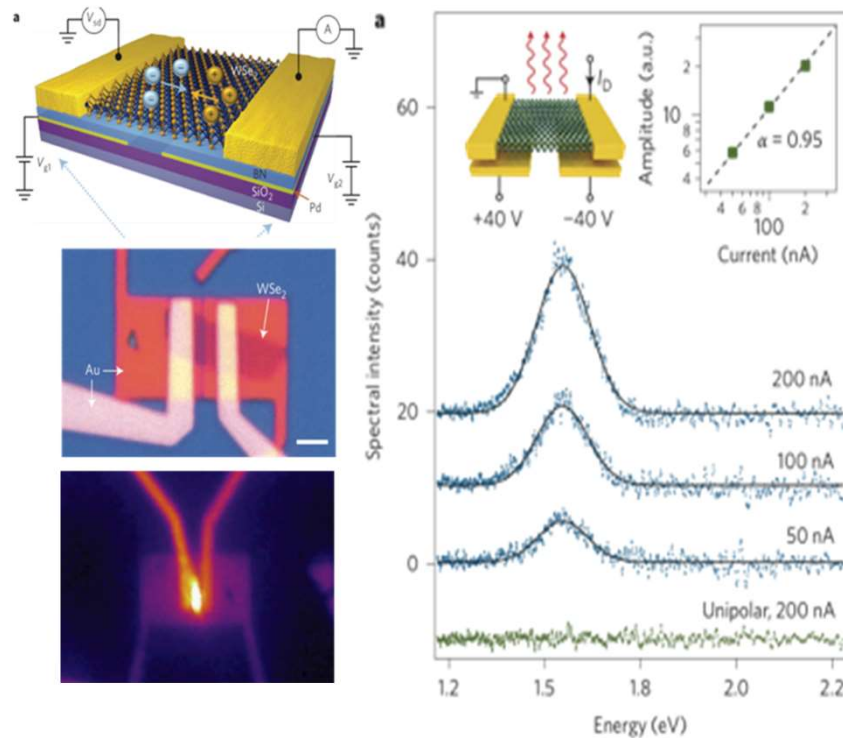 a
V_sd
A
WSe₂
V_g1
V_g2
BN
SiO₂
Si
Pd
WSe₂
Au
a
Spectral intensity (counts)
60
40
20
0
I_D
+40 V
−40 V
Amplitude (a.u.)
2
10
8
6
4
α = 0.95
4 6 8 2
100
Current (nA)
200 nA
100 nA
50 nA
Unipolar, 200 nA
1.2 1.5 1.8 2.0 2.2
Energy (eV)